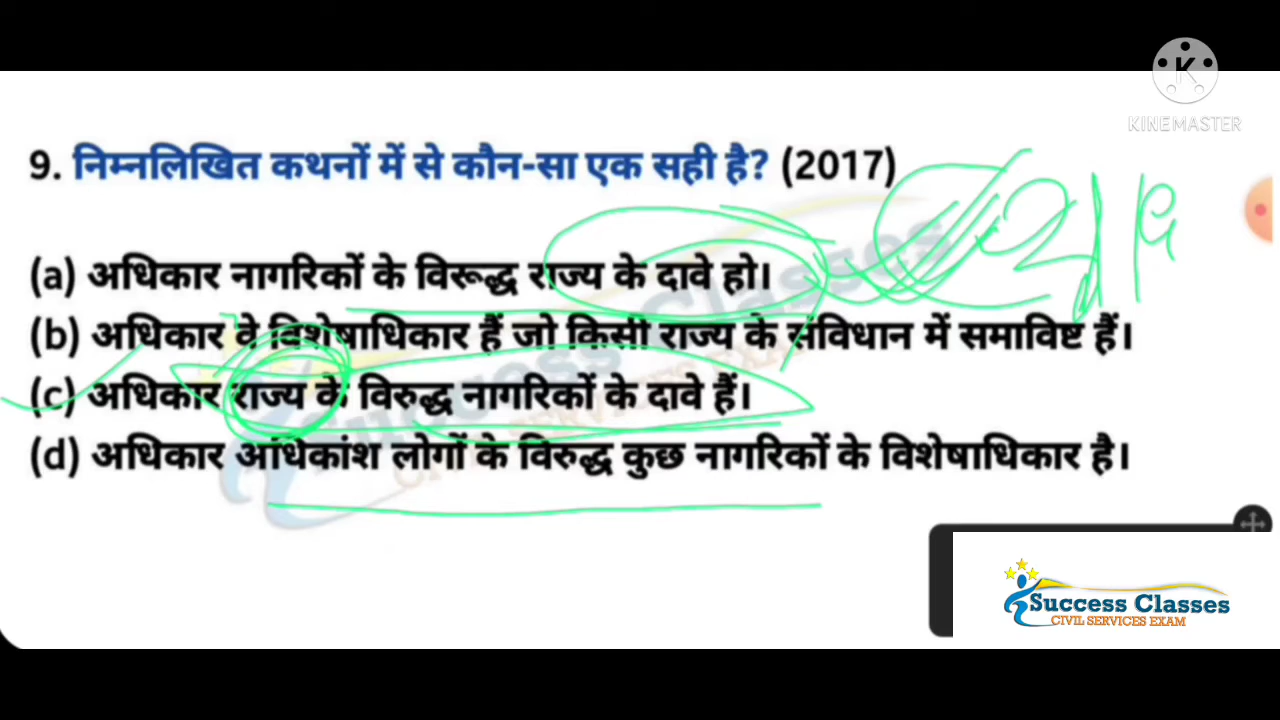 KINEMASTER
9. निम्नलिखित कथनों में से कौन-सा एक सही है? (2017)
(a) अधिकार नागरिकों के विरूद्ध राज्य के दावे हो।
(b) अधिकार वे विशेषाधिकार हैं जो किसी राज्य के संविधान में समाविष्ट हैं।
(c) अधिकार राज्य के विरुद्ध नागरिकों के दावे हैं।
(d) अधिकार अधिकांश लोगों के विरुद्ध कुछ नागरिकों के विशेषाधिकार है।
Success Classes
CIVIL SERVICES EXAM